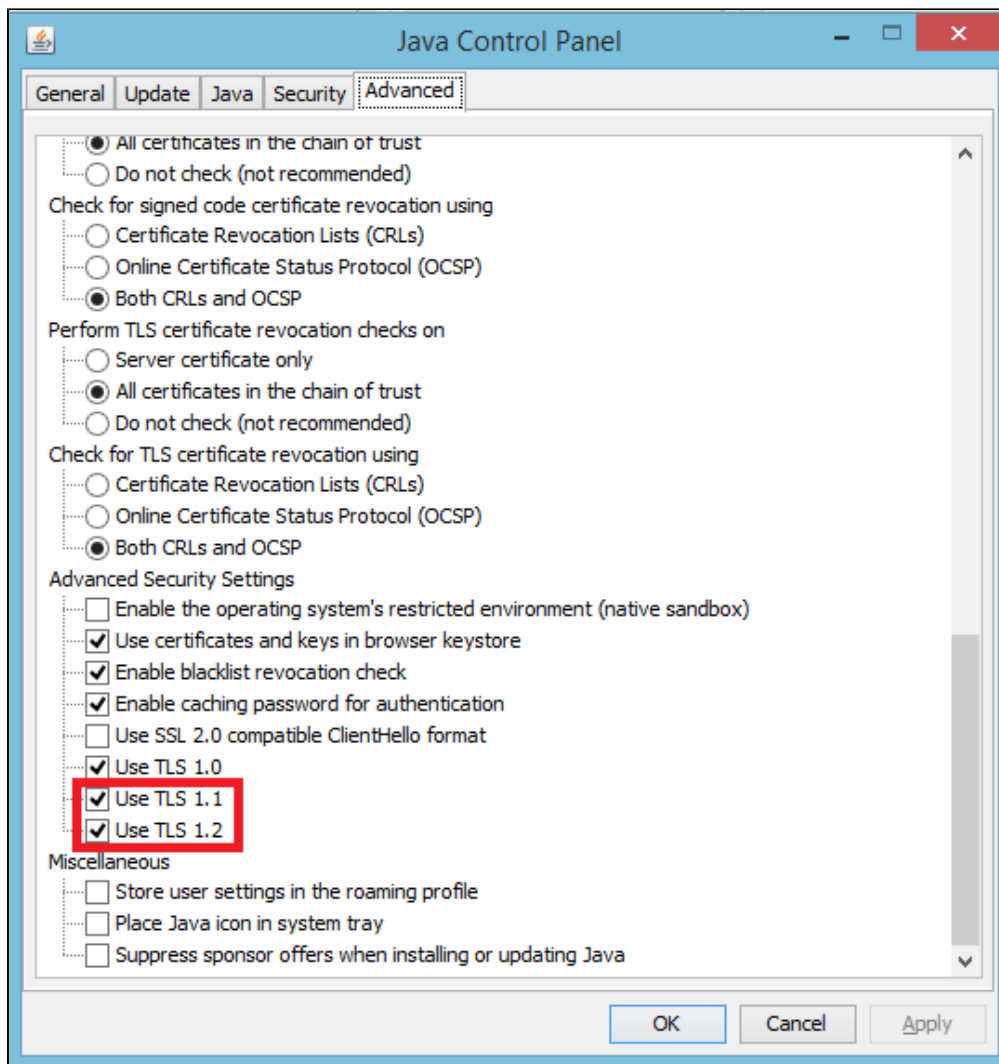 Java Control Panel
General Update Java Security Advanced
All certificates in the chain of trust
Do not check (not recommended)
Check for signed code certificate revocation using
Certificate Revocation Lists (CRLs)
Online Certificate Status Protocol (OCSP)
Both CRLs and OCSP
Perform TLS certificate revocation checks on
Server certificate only
All certificates in the chain of trust
Do not check (not recommended)
Check for TLS certificate revocation using
Certificate Revocation Lists (CRLs)
Online Certificate Status Protocol (OCSP)
Both CRLs and OCSP
Advanced Security Settings
Enable the operating system's restricted environment (native sandbox)
Use certificates and keys in browser keystore
Enable blacklist revocation check
Enable caching password for authentication
Use SSL 2.0 compatible ClientHello format
Use TLS 1.0
Use TLS 1.1
Use TLS 1.2
Miscellaneous
Store user settings in the roaming profile
Place Java icon in system tray
Suppress sponsor offers when installing or updating Java
OK Cancel Apply